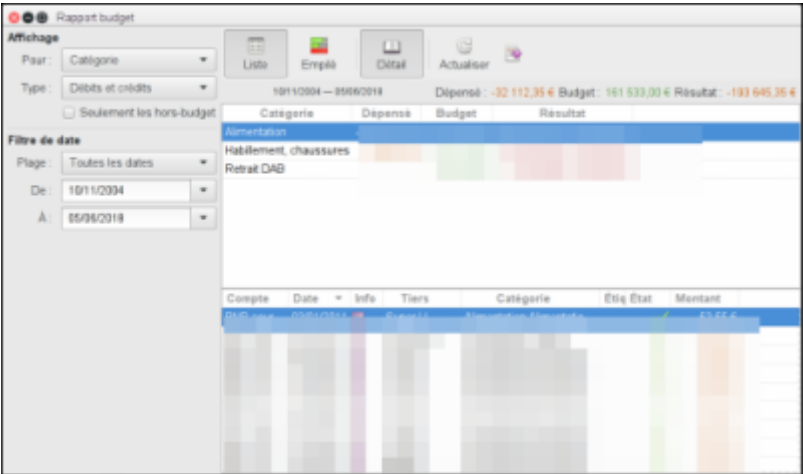 Rapport budget
Affichage
Pour : Catégorie
Type : Débits et crédits
Seulement les hors-budget
Filtre de date
Plage : Toutes les dates
De : 10/11/2004
À : 05/06/2018
Liste Empilé Détail Actualiser
10/11/2004 — 05/06/2018 Dépensé : -32 112,35 € Budget : 161 533,00 € Résultat : -193 645,35 €
Catégorie Dépensé Budget Résultat
Alimentation
Habillement, chaussures
Retrait DAB
Compte Date Info Tiers Catégorie Étiq État Montant